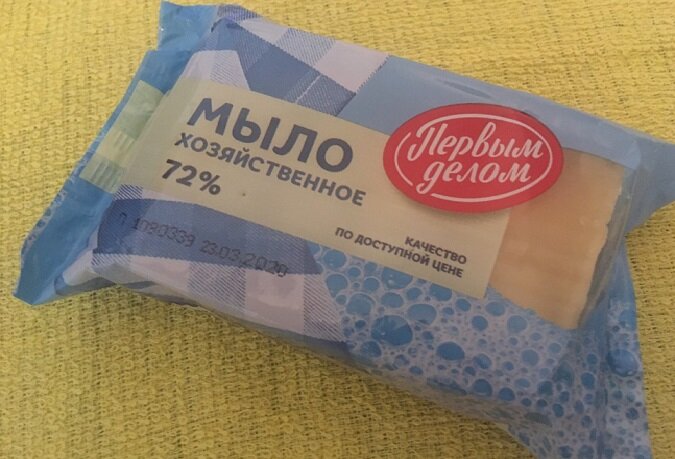 МЫЛО
ХОЗЯЙСТВЕННОЕ
72%
Первым
делом
КАЧЕСТВО
ПО ДОСТУПНОЙ ЦЕНЕ
23.03.2020